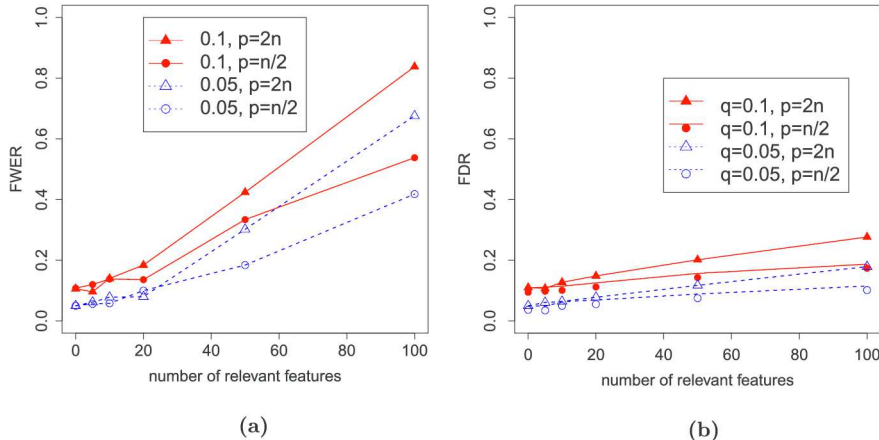 1.0
0.8
0.6
0.4
0.2
0.0
FWER
0.1, p=2n
0.1, p=n/2
0.05, p=2n
0.05, p=n/2
0 20 40 60 80 100
number of relevant features
(a)
1.0
0.8
0.6
0.4
0.2
0.0
FDR
q=0.1, p=2n
q=0.1, p=n/2
q=0.05, p=2n
q=0.05, p=n/2
0 20 40 60 80 100
number of relevant features
(b)